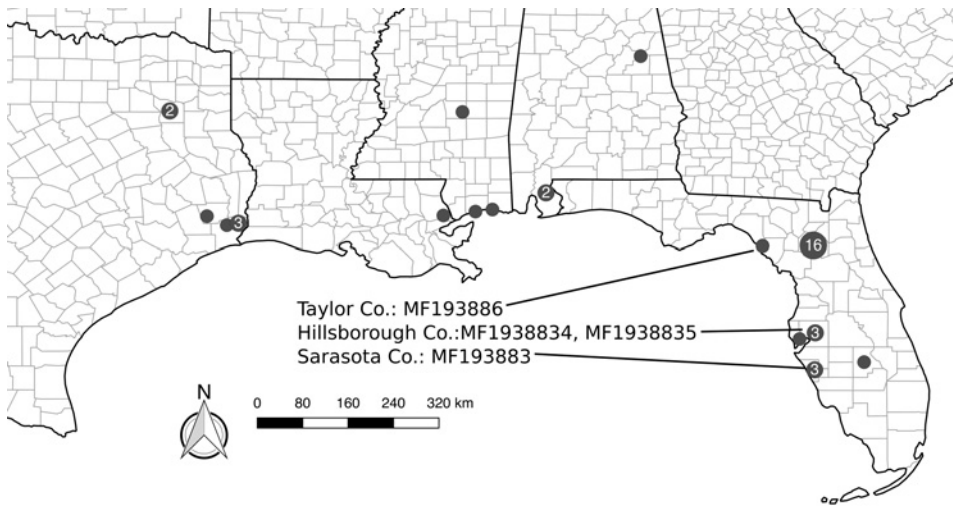 2
2
3
16
Taylor Co.: MF193886
Hillsborough Co.:MF1938834, MF1938835
3
Sarasota Co.: MF193883
3
N
0 80 160 240 320 km